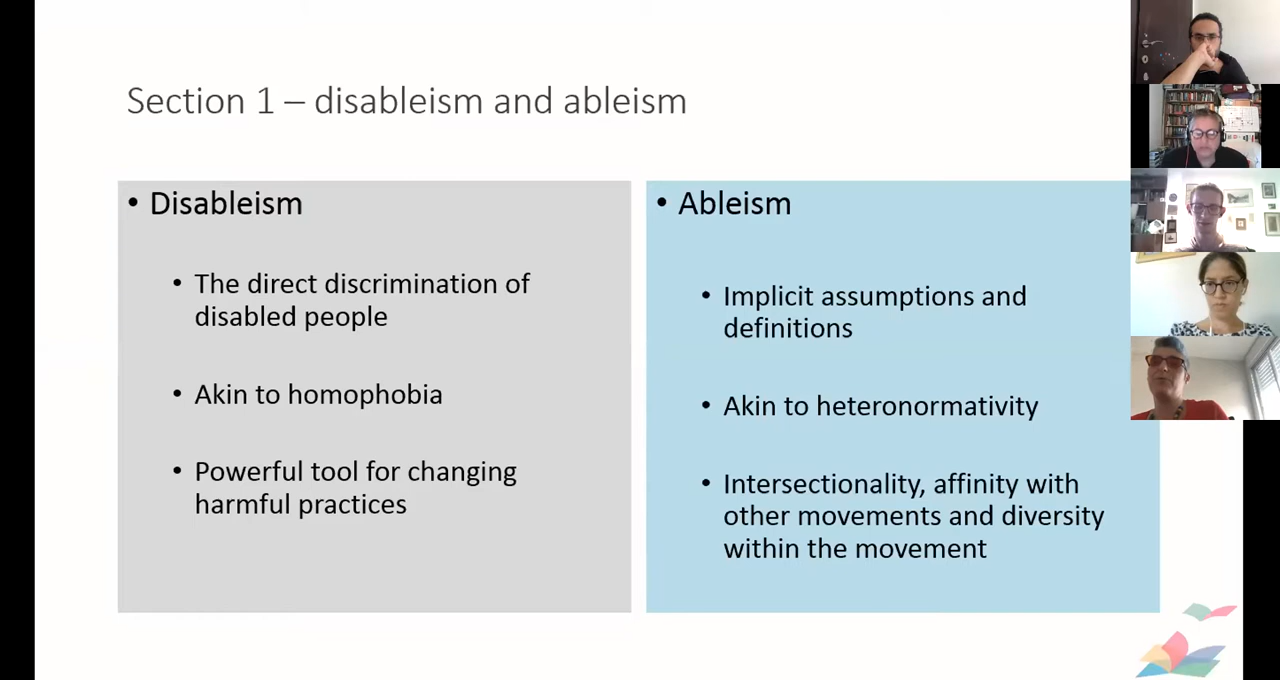 Section 1 – disableism and ableism
• Disableism
• The direct discrimination of
disabled people
• Akin to homophobia
• Powerful tool for changing
harmful practices
• Ableism
• Implicit assumptions and
definitions
• Akin to heteronormativity
• Intersectionality, affinity with
other movements and diversity
within the movement